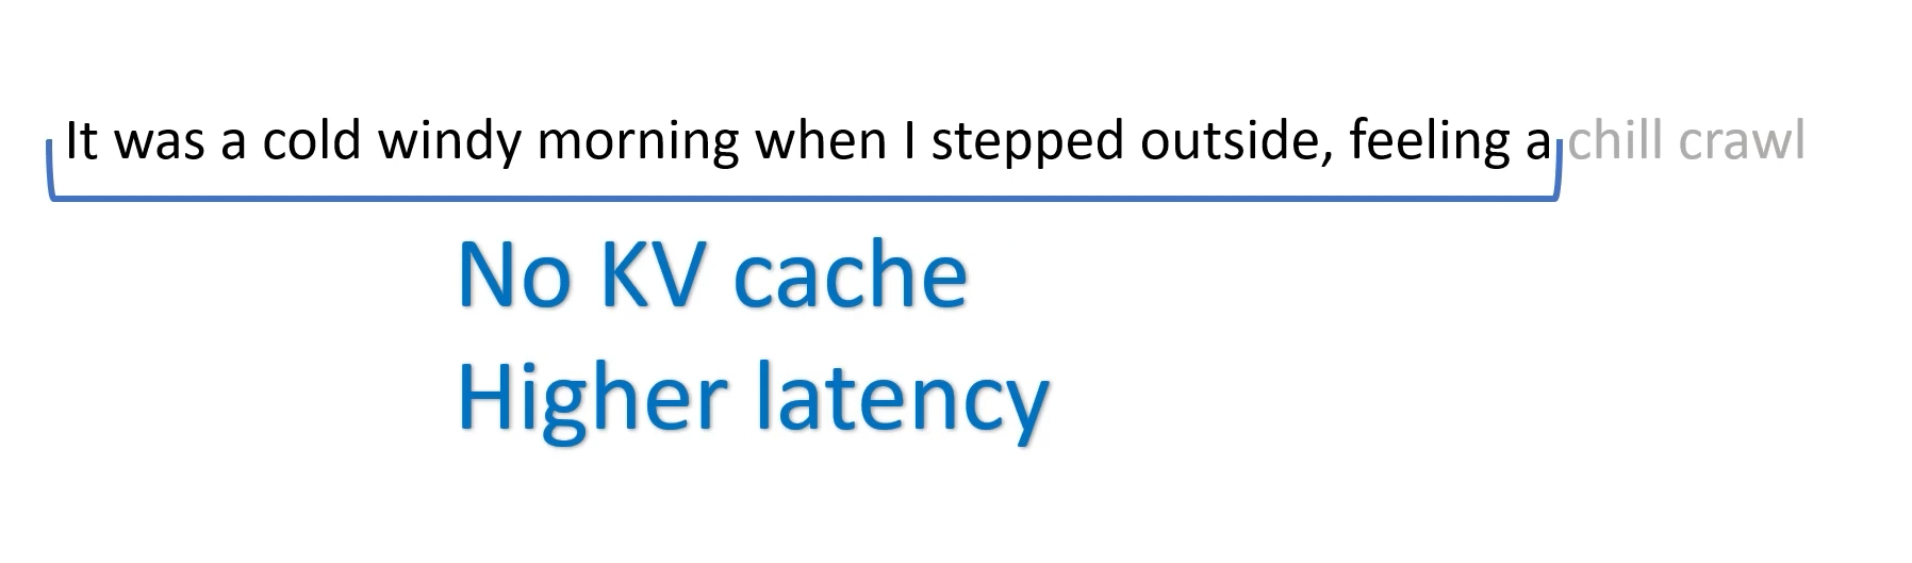 It was a cold windy morning when I stepped outside, feeling a chill crawl
No KV cache
Higher latency